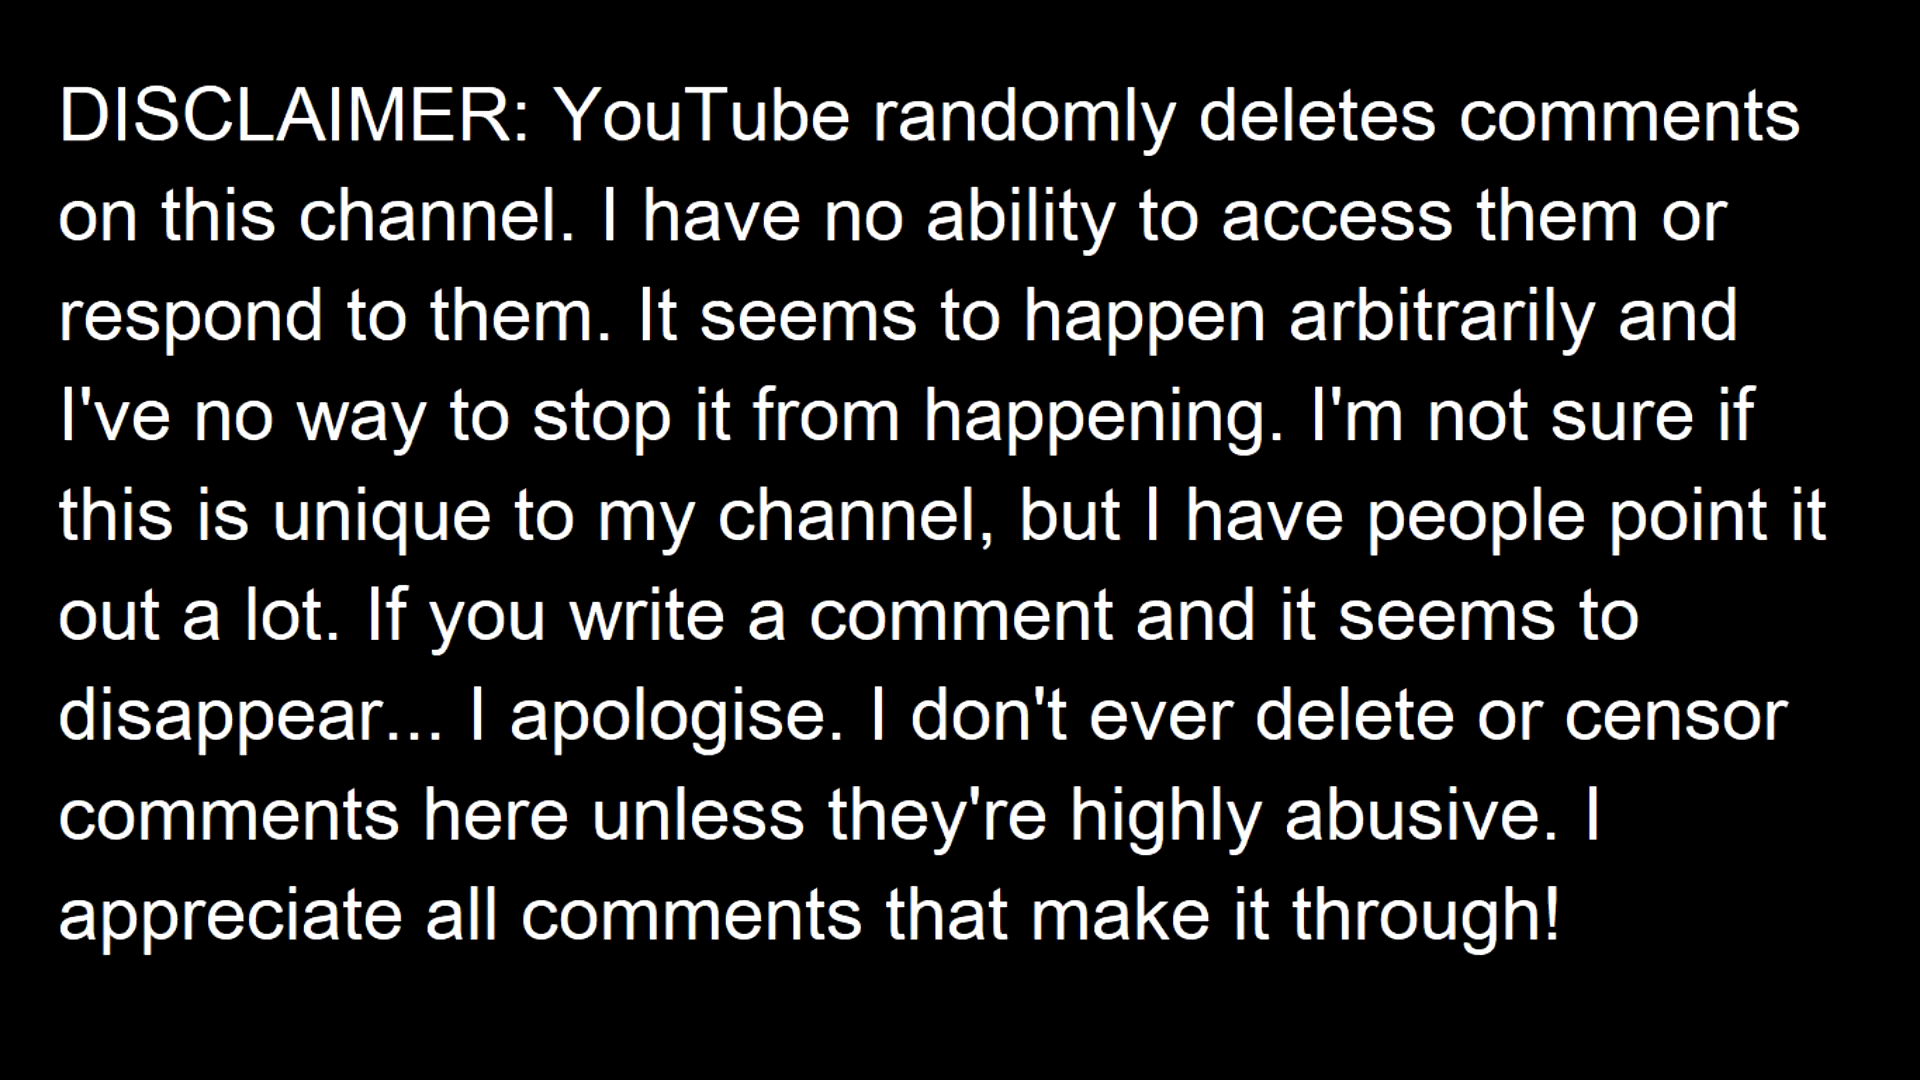 DISCLAIMER: YouTube randomly deletes comments
on this channel. I have no ability to access them or
respond to them. It seems to happen arbitrarily and
I've no way to stop it from happening. I'm not sure if
this is unique to my channel, but I have people point it
out a lot. If you write a comment and it seems to
disappear... I apologise. I don't ever delete or censor
comments here unless they're highly abusive. I
appreciate all comments that make it through!